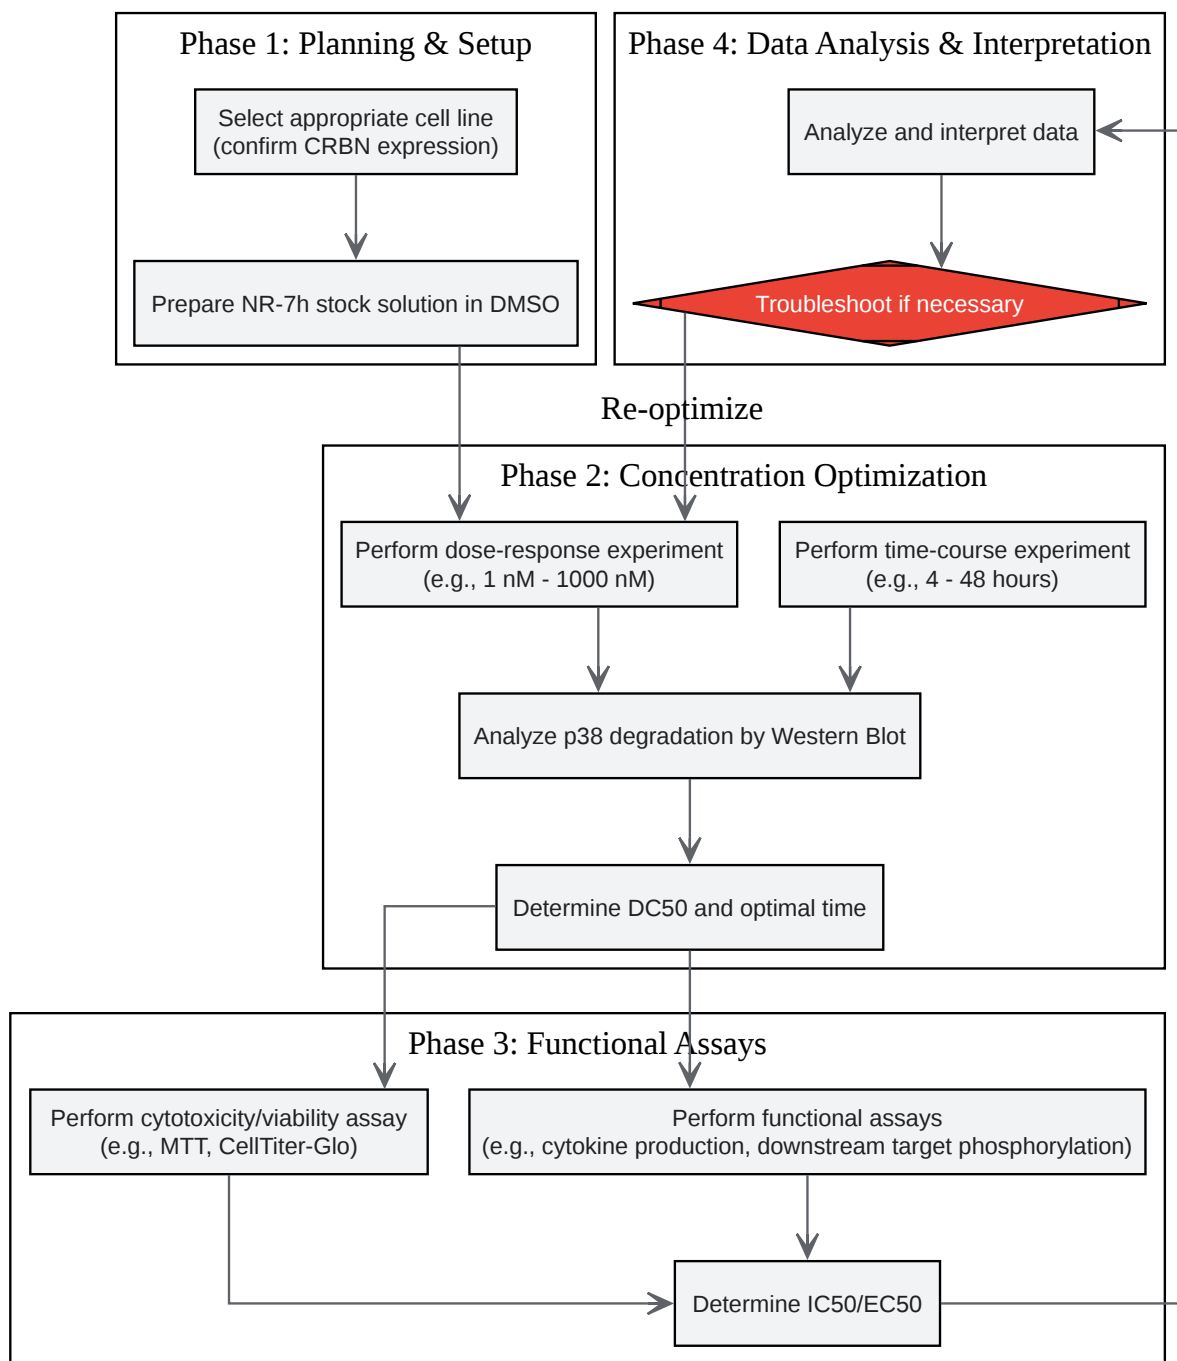 Phase 1: Planning & Setup
Select appropriate cell line
(confirm CRBN expression)
Prepare NR-7h stock solution in DMSO
Phase 4: Data Analysis & Interpretation
Analyze and interpret data
Troubleshoot if necessary
Re-optimize
Phase 2: Concentration Optimization
Perform dose-response experiment
(e.g., 1 nM - 1000 nM)
Perform time-course experiment
(e.g., 4 - 48 hours)
Analyze p38 degradation by Western Blot
Determine DC50 and optimal time
Phase 3: Functional Assays
Perform cytotoxicity/viability assay
(e.g., MTT, CellTiter-Glo)
Perform functional assays
(e.g., cytokine production, downstream target phosphorylation)
Determine IC50/EC50